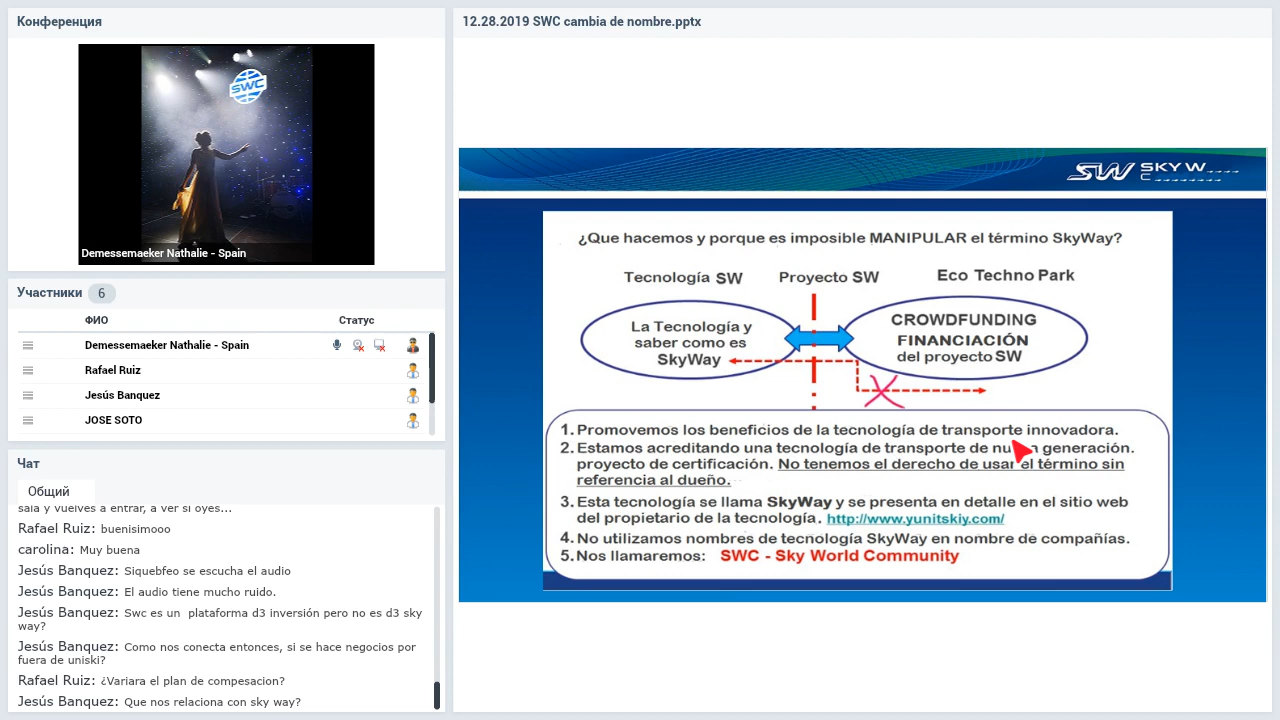 Конференция
SWC
Demessemaeker Nathalie - Spain
Участники 6
ФИО Статус
Demessemaeker Nathalie - Spain
Rafael Ruiz
Jesús Banquez
JOSE SOTO
Чат
Общий
sala y vuelves a entrar, a ver si oyes...
Rafael Ruiz: buenisimooo
carolina: Muy buena
Jesús Banquez: Siquebfeo se escucha el audio
Jesús Banquez: El audio tiene mucho ruido.
Jesús Banquez: Swc es un plataforma d3 inversión pero no es d3 sky
way?
Jesús Banquez: Como nos conecta entonces, si se hace negocios por
fuera de uniski?
Rafael Ruiz: ¿Variara el plan de compesacion?
Jesús Banquez: Que nos relaciona con sky way?
12.28.2019 SWC cambia de nombre.pptx
SW SKY W
C
¿Que hacemos y porque es imposible MANIPULAR el término SkyWay?
Tecnología SW Proyecto SW Eco Techno Park
La Tecnología y
saber como es
SkyWay
CROWDFUNDING
FINANCIACIÓN
del proyecto SW
1. Promovemos los beneficios de la tecnología de transporte innovadora.
2. Estamos acreditando una tecnología de transporte de generación.
proyecto de certificación. No tenemos el derecho de usar el término sin
referencia al dueño.
3. Esta tecnología se llama SkyWay y se presenta en detalle en el sitio web
del propietario de la tecnología. http://www.yunitskiy.com/
4. No utilizamos nombres de tecnología SkyWay en nombre de compañías.
5. Nos llamaremos: SWC - Sky World Community